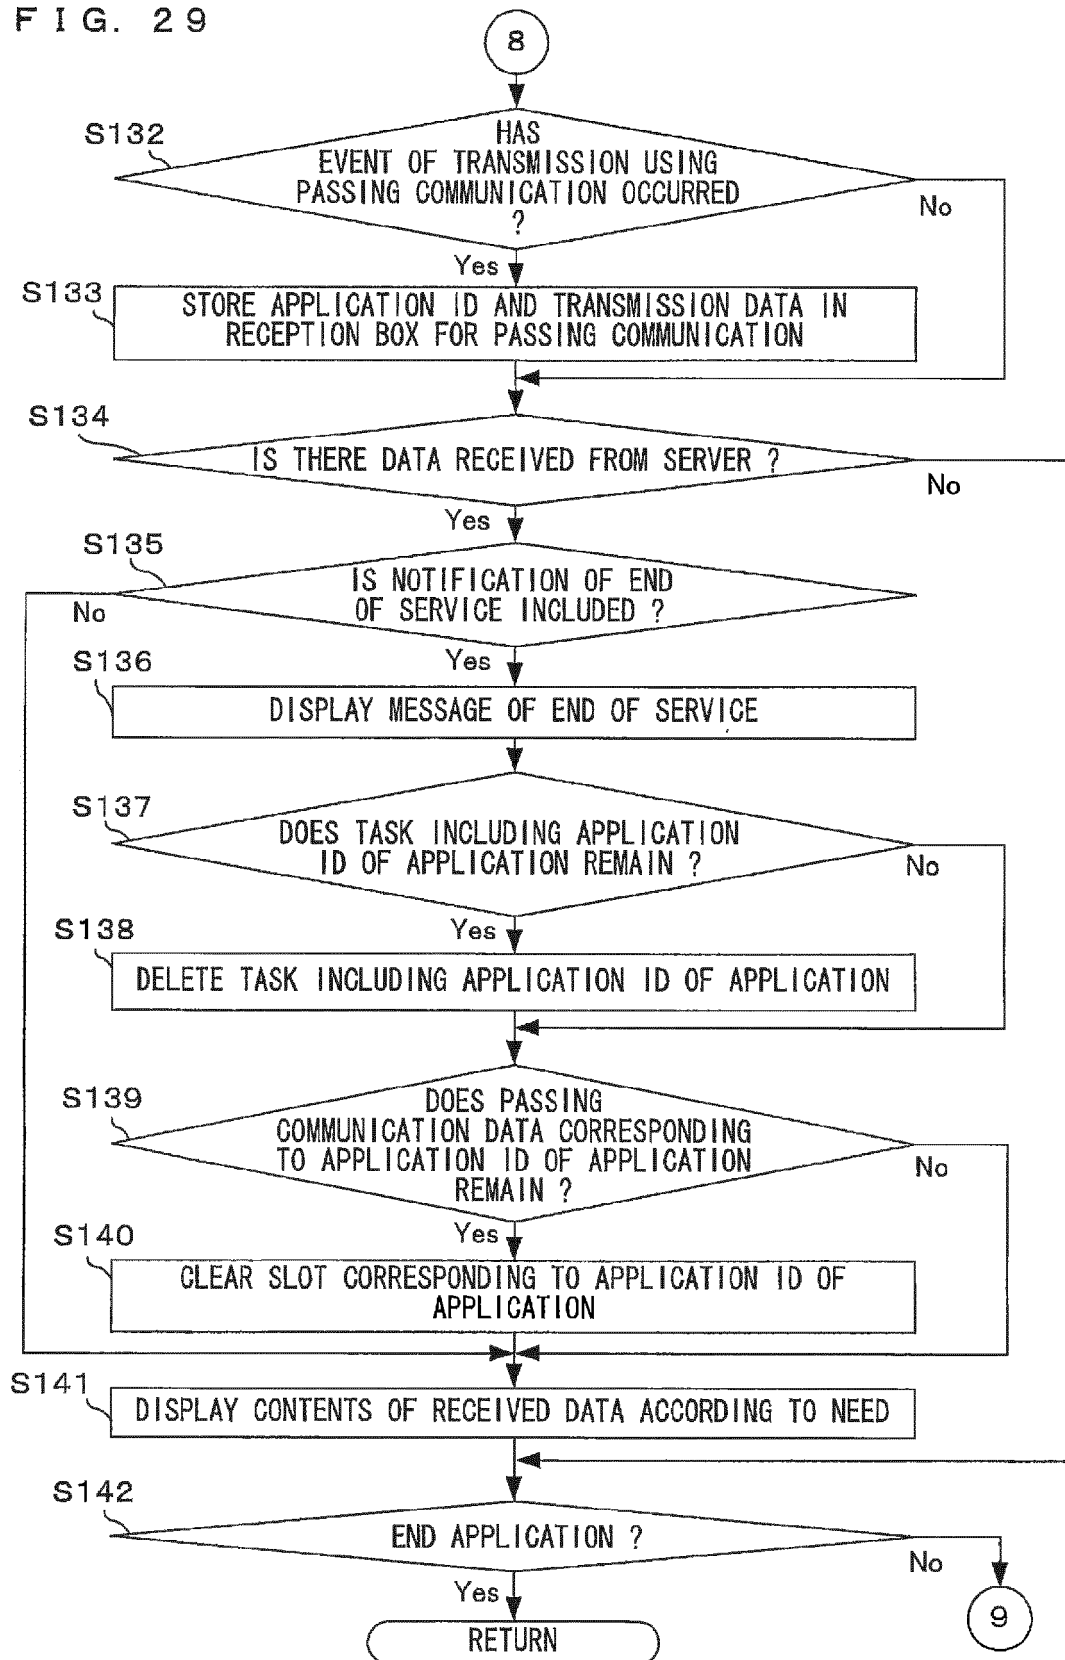 FIG. 29
8
S132
HAS
EVENT OF TRANSMISSION USING
PASSING COMMUNICATION OCCURRED
?
No
Yes
S133
STORE APPLICATION ID AND TRANSMISSION DATA IN
RECEPTION BOX FOR PASSING COMMUNICATION
S134
IS THERE DATA RECEIVED FROM SERVER ?
No
Yes
S135
IS NOTIFICATION OF END
OF SERVICE INCLUDED ?
No
Yes
S136
DISPLAY MESSAGE OF END OF SERVICE
S137
DOES TASK INCLUDING APPLICATION
ID OF APPLICATION REMAIN ?
No
Yes
S138
DELETE TASK INCLUDING APPLICATION ID OF APPLICATION
S139
DOES PASSING
COMMUNICATION DATA CORRESPONDING
TO APPLICATION ID OF APPLICATION
REMAIN ?
No
Yes
S140
CLEAR SLOT CORRESPONDING TO APPLICATION ID OF
APPLICATION
S141
DISPLAY CONTENTS OF RECEIVED DATA ACCORDING TO NEED
S142
END APPLICATION ?
No
Yes
9
RETURN